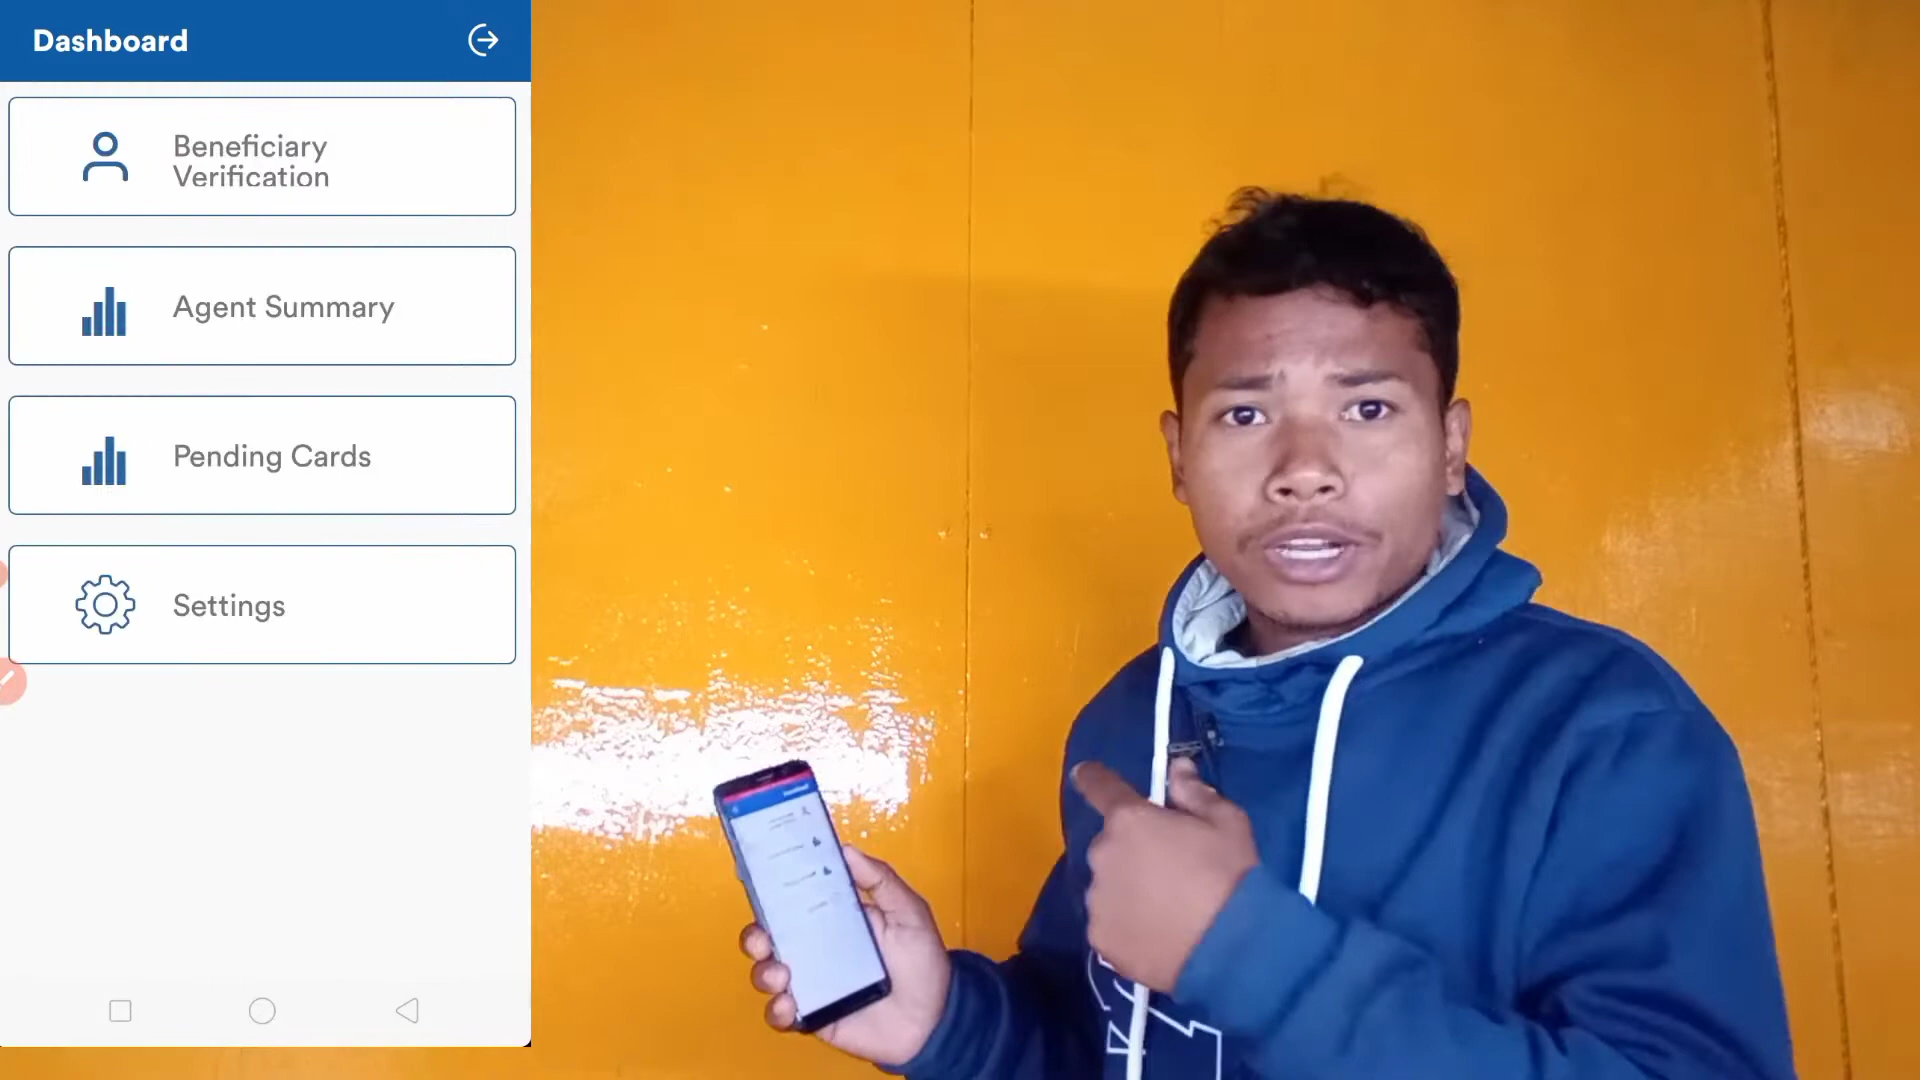 Dashboard
Beneficiary
Verification
Agent Summary
Pending Cards
Settings